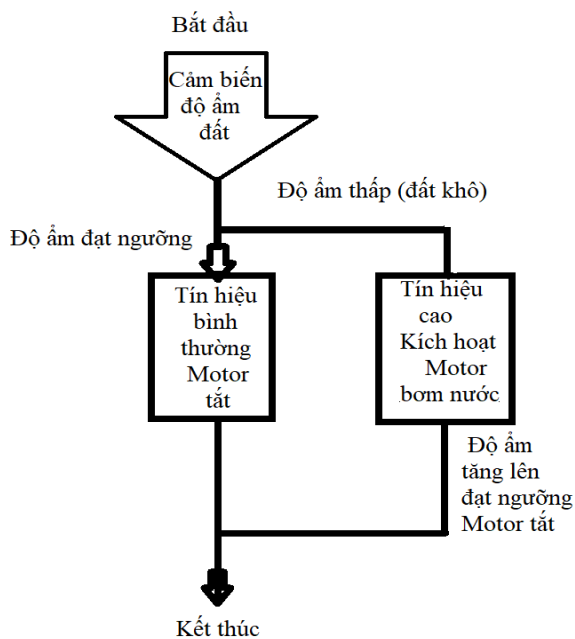 Bắt đầu
Cảm biến
độ ẩm
đất
Độ ẩm thấp (đất khô)
Độ ẩm đạt ngưỡng
Tín hiệu
bình
thường
Motor
tắt
Tín hiệu
cao
Kích hoạt
Motor
bơm nước
Độ ẩm
tăng lên
đạt ngưỡng
Motor tắt
Kết thúc